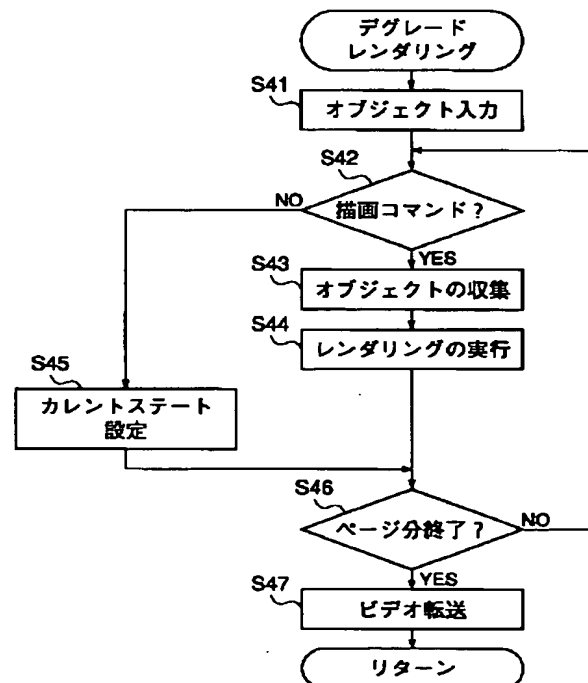 デグレード
レンダリング
S41
オブジェクト入力
S42
NO
描画コマンド？
YES
S43
オブジェクトの収集
S44
レンダリングの実行
S45
カレントステート
設定
S46
ページ分終了？
NO
YES
S47
ビデオ転送
リターン